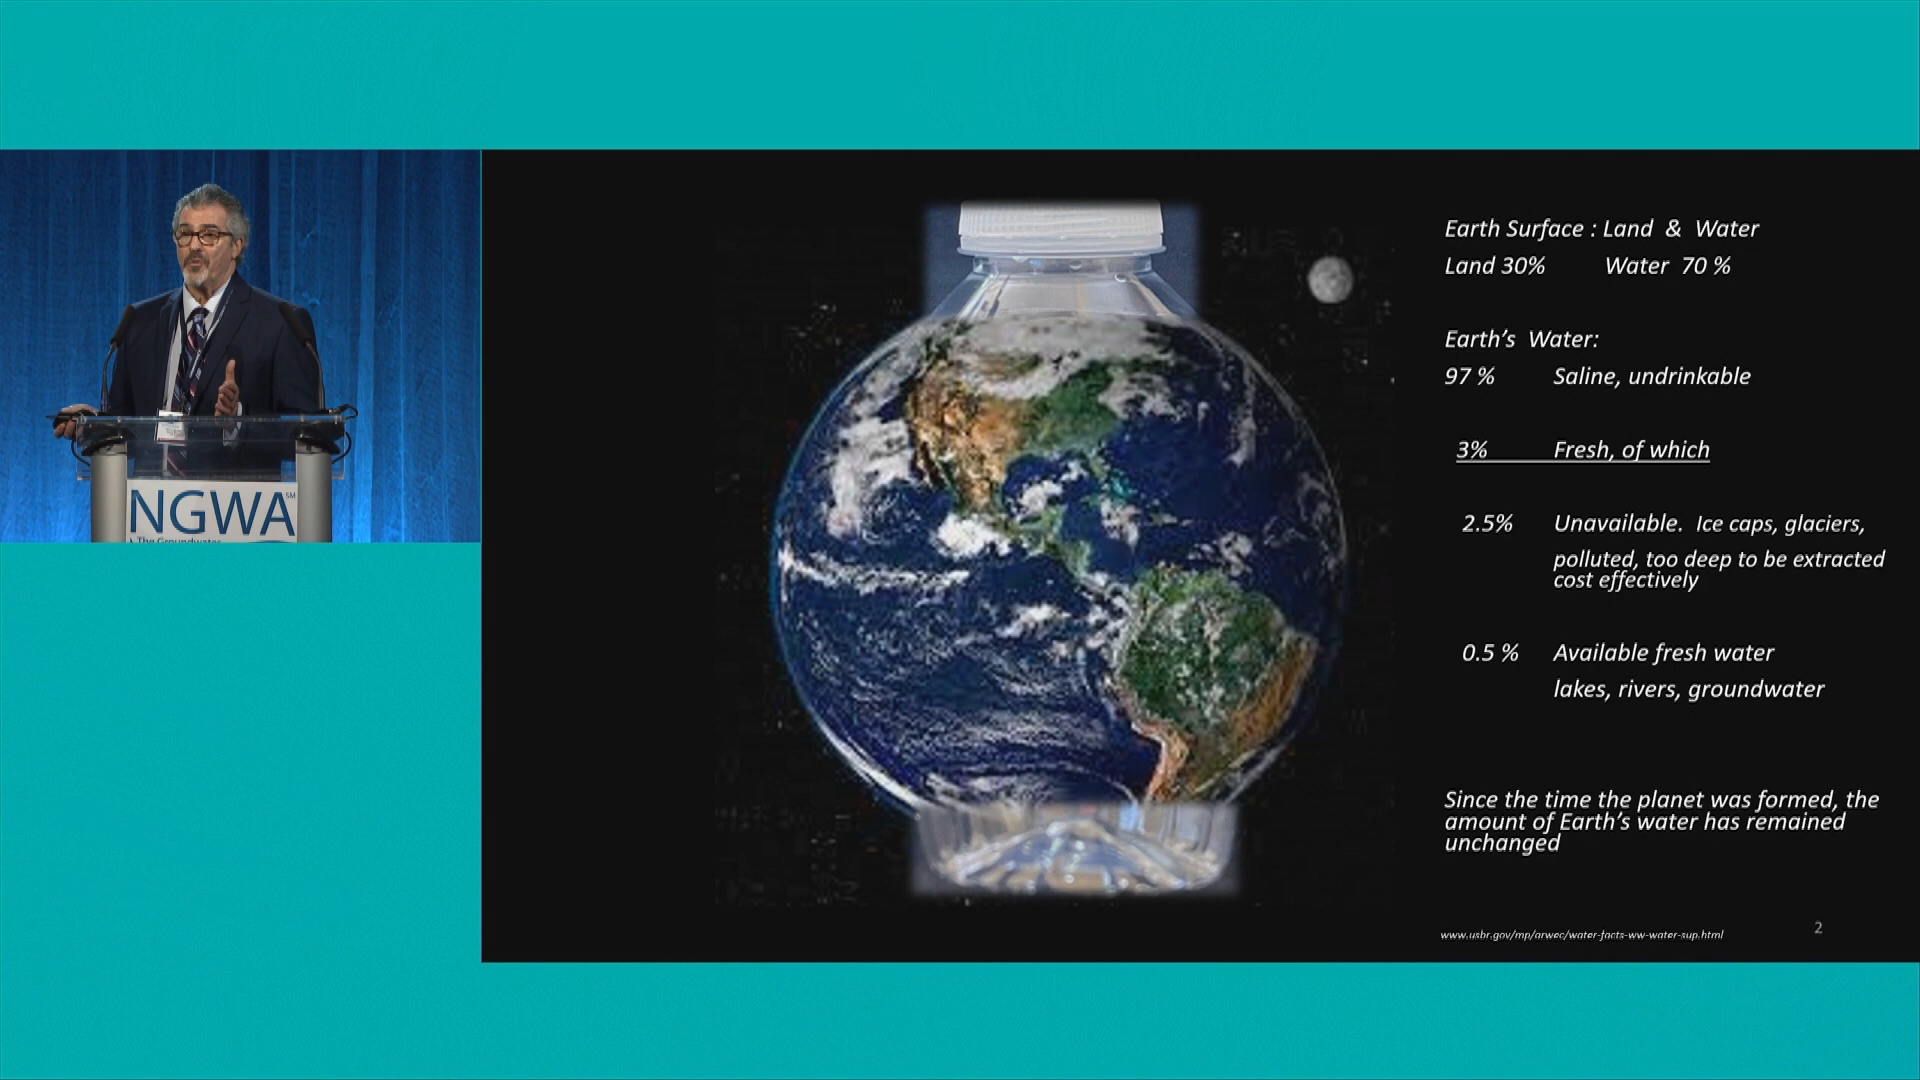 NGWA SM
The Groundwater
Earth Surface : Land & Water
Land 30% Water 70 %
Earth's Water:
97 % Saline, undrinkable
3% Fresh, of which
2.5% Unavailable. Ice caps, glaciers,
polluted, too deep to be extracted
cost effectively
0.5 % Available fresh water
lakes, rivers, groundwater
Since the time the planet was formed, the
amount of Earth's water has remained
unchanged
www.usbr.gov/mp/arwec/water-facts-ww-water-sup.html
2